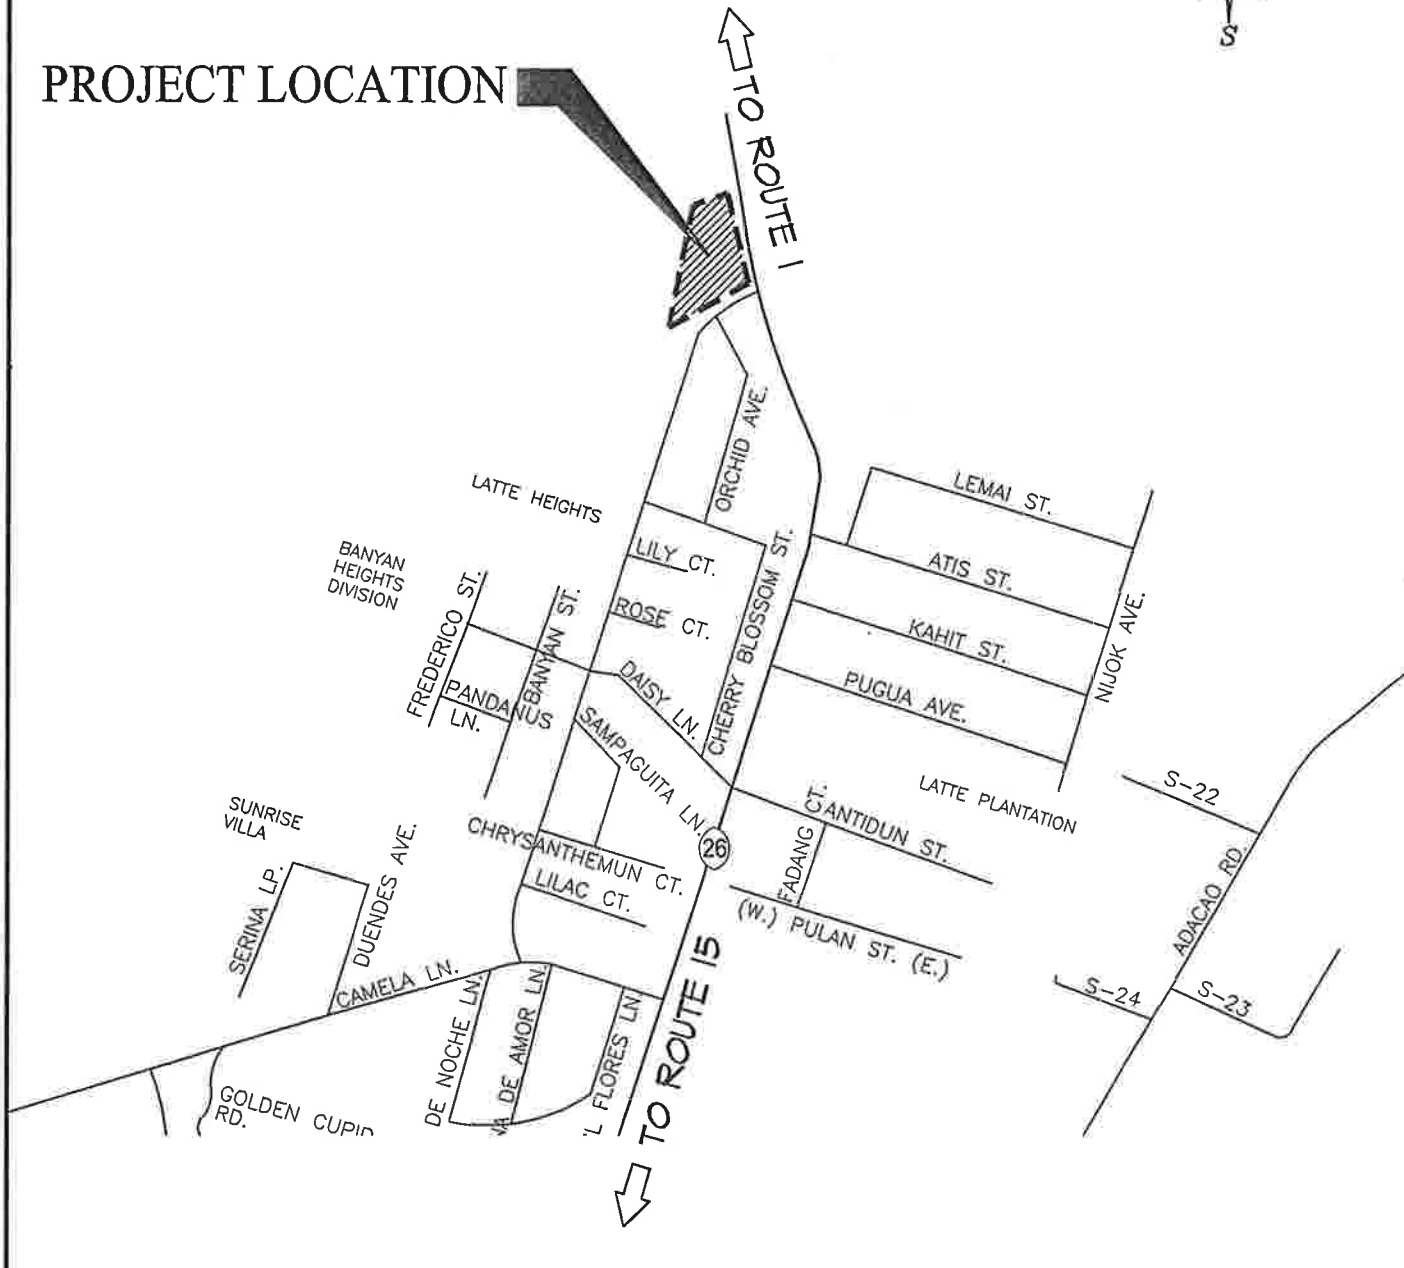 S
PROJECT LOCATION
TO ROUTE 1
ORCHID AVE.
LATTE HEIGHTS
LEMAI ST.
BANYAN
HEIGHTS
DIVISION
LILY CT.
ATIS ST.
CHERRY BLOSSOM ST.
FREDERICO ST.
BANYAN ST.
ROSE CT.
KAHIT ST.
NIJOK AVE.
DAISY LN.
PANDANUS
LN.
PUGUA AVE.
SAMPAGUITA LN.
LATTE PLANTATION
S-22
SUNRISE
VILLA
DUENDES AVE.
CHRYSANTHEMUN CT.
26
FADANG CT.
ANTIDUN ST.
LILAC CT.
SERINA LP.
(W.) PULAN ST. (E.)
ADACAO RD.
CAMELA LN.
S-24
S-23
DE NOCHE LN.
NA DE AMOR LN.
'L FLORES LN.
TO ROUTE 15
GOLDEN CUPID
RD.